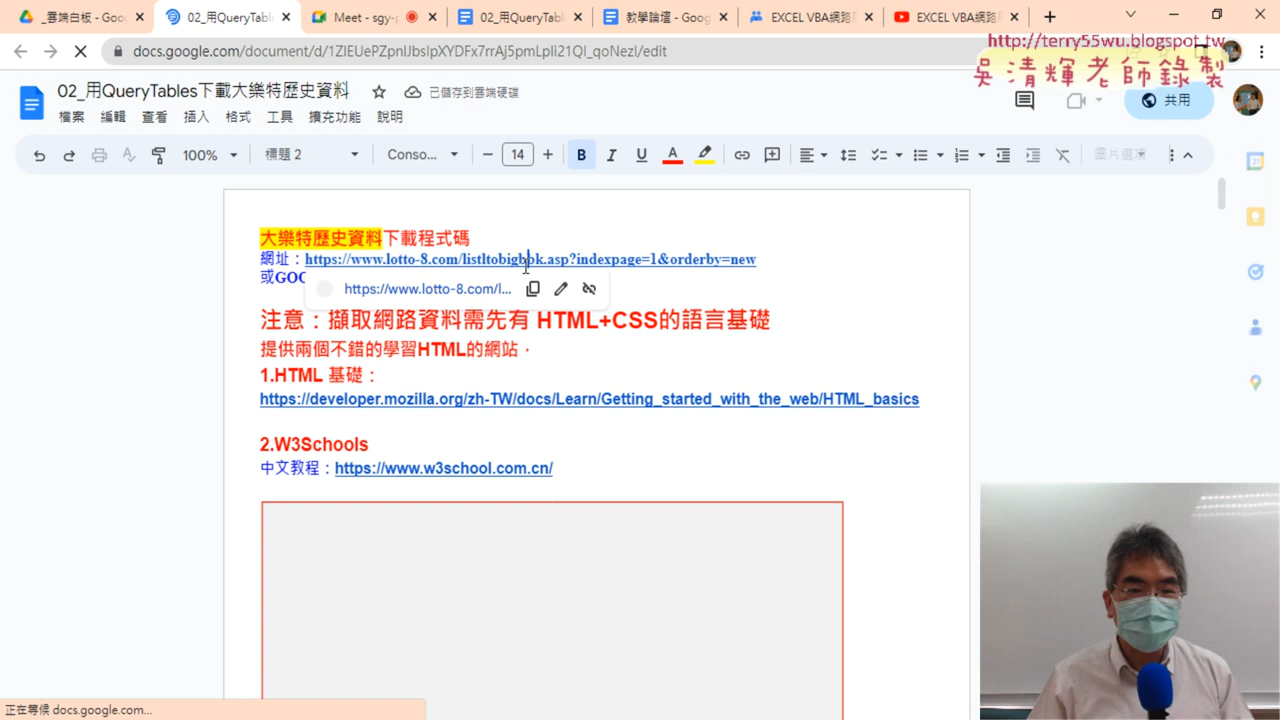 _雲端白板 - Goo
02_用QueryTabl
Meet - sgy-
02_用QueryTab
教學論壇 - Goog
EXCEL VBA網路
EXCEL VBA網路
docs.google.com/document/d/1ZIEUePZpnIJbsIpXYDFx7rrAj5pmLpIi21QI_qoNezI/edit
http://terry55wu.blogspot.tw
吳清輝老師錄製
02_用QueryTables下載大樂特歷史資料
已儲存到雲端硬碟
共用
檔案 編輯 查看 插入 格式 工具 擴充功能 說明
100% 標題 2 Conso... 14 B I U A 圖片選項
大樂特歷史資料下載程式碼
網址：https://www.lotto-8.com/listltobigbbk.asp?indexpage=1&orderby=new
或GOO
https://www.lotto-8.com/l...
注意：擷取網路資料需先有 HTML+CSS的語言基礎
提供兩個不錯的學習HTML的網站，
1.HTML 基礎：
https://developer.mozilla.org/zh-TW/docs/Learn/Getting_started_with_the_web/HTML_basics
2.W3Schools
中文教程：https://www.w3school.com.cn/
正在等候 docs.google.com...